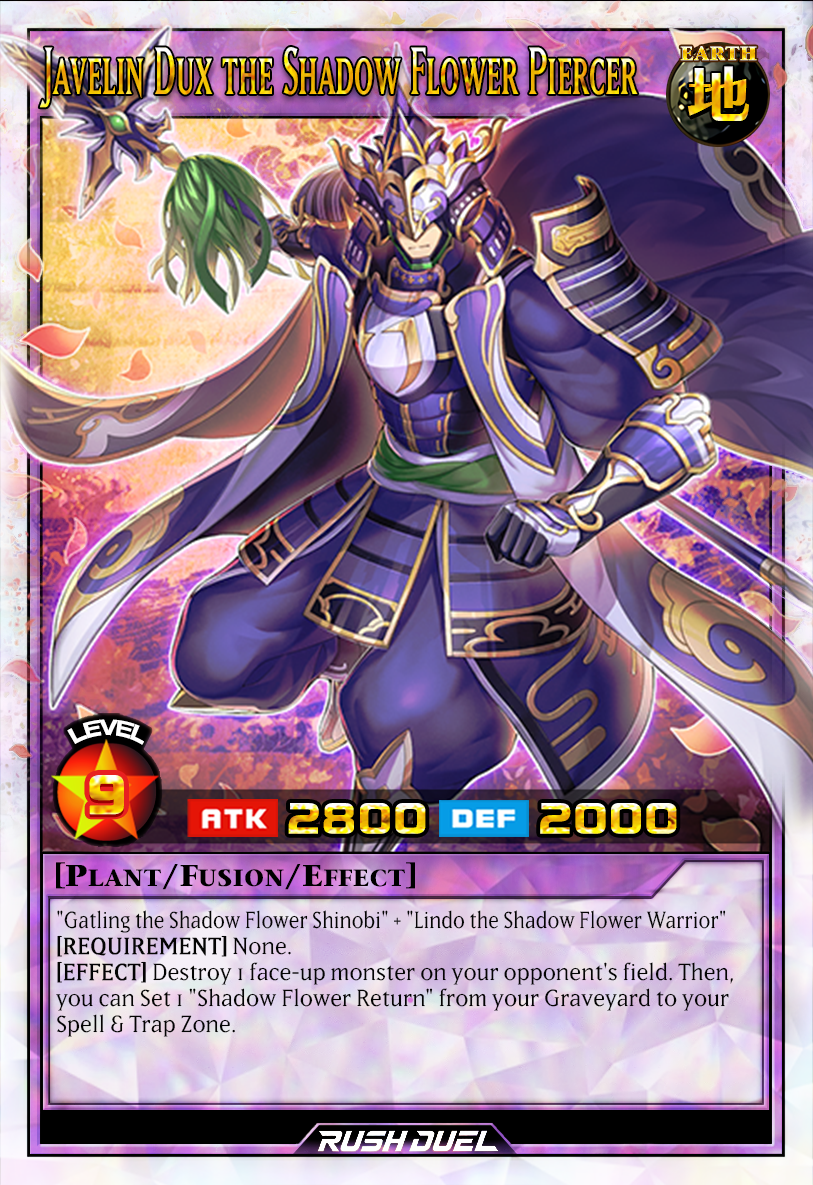 Javelin Dux the Shadow Flower Piercer
EARTH
地
LEVEL
9
ATK 2800 DEF 2000
[Plant/Fusion/Effect]
"Gatling the Shadow Flower Shinobi" + "Lindo the Shadow Flower Warrior"
[REQUIREMENT] None.
[EFFECT] Destroy 1 face-up monster on your opponent's field. Then,
you can Set 1 "Shadow Flower Return" from your Graveyard to your
Spell & Trap Zone.
RUSH DUEL